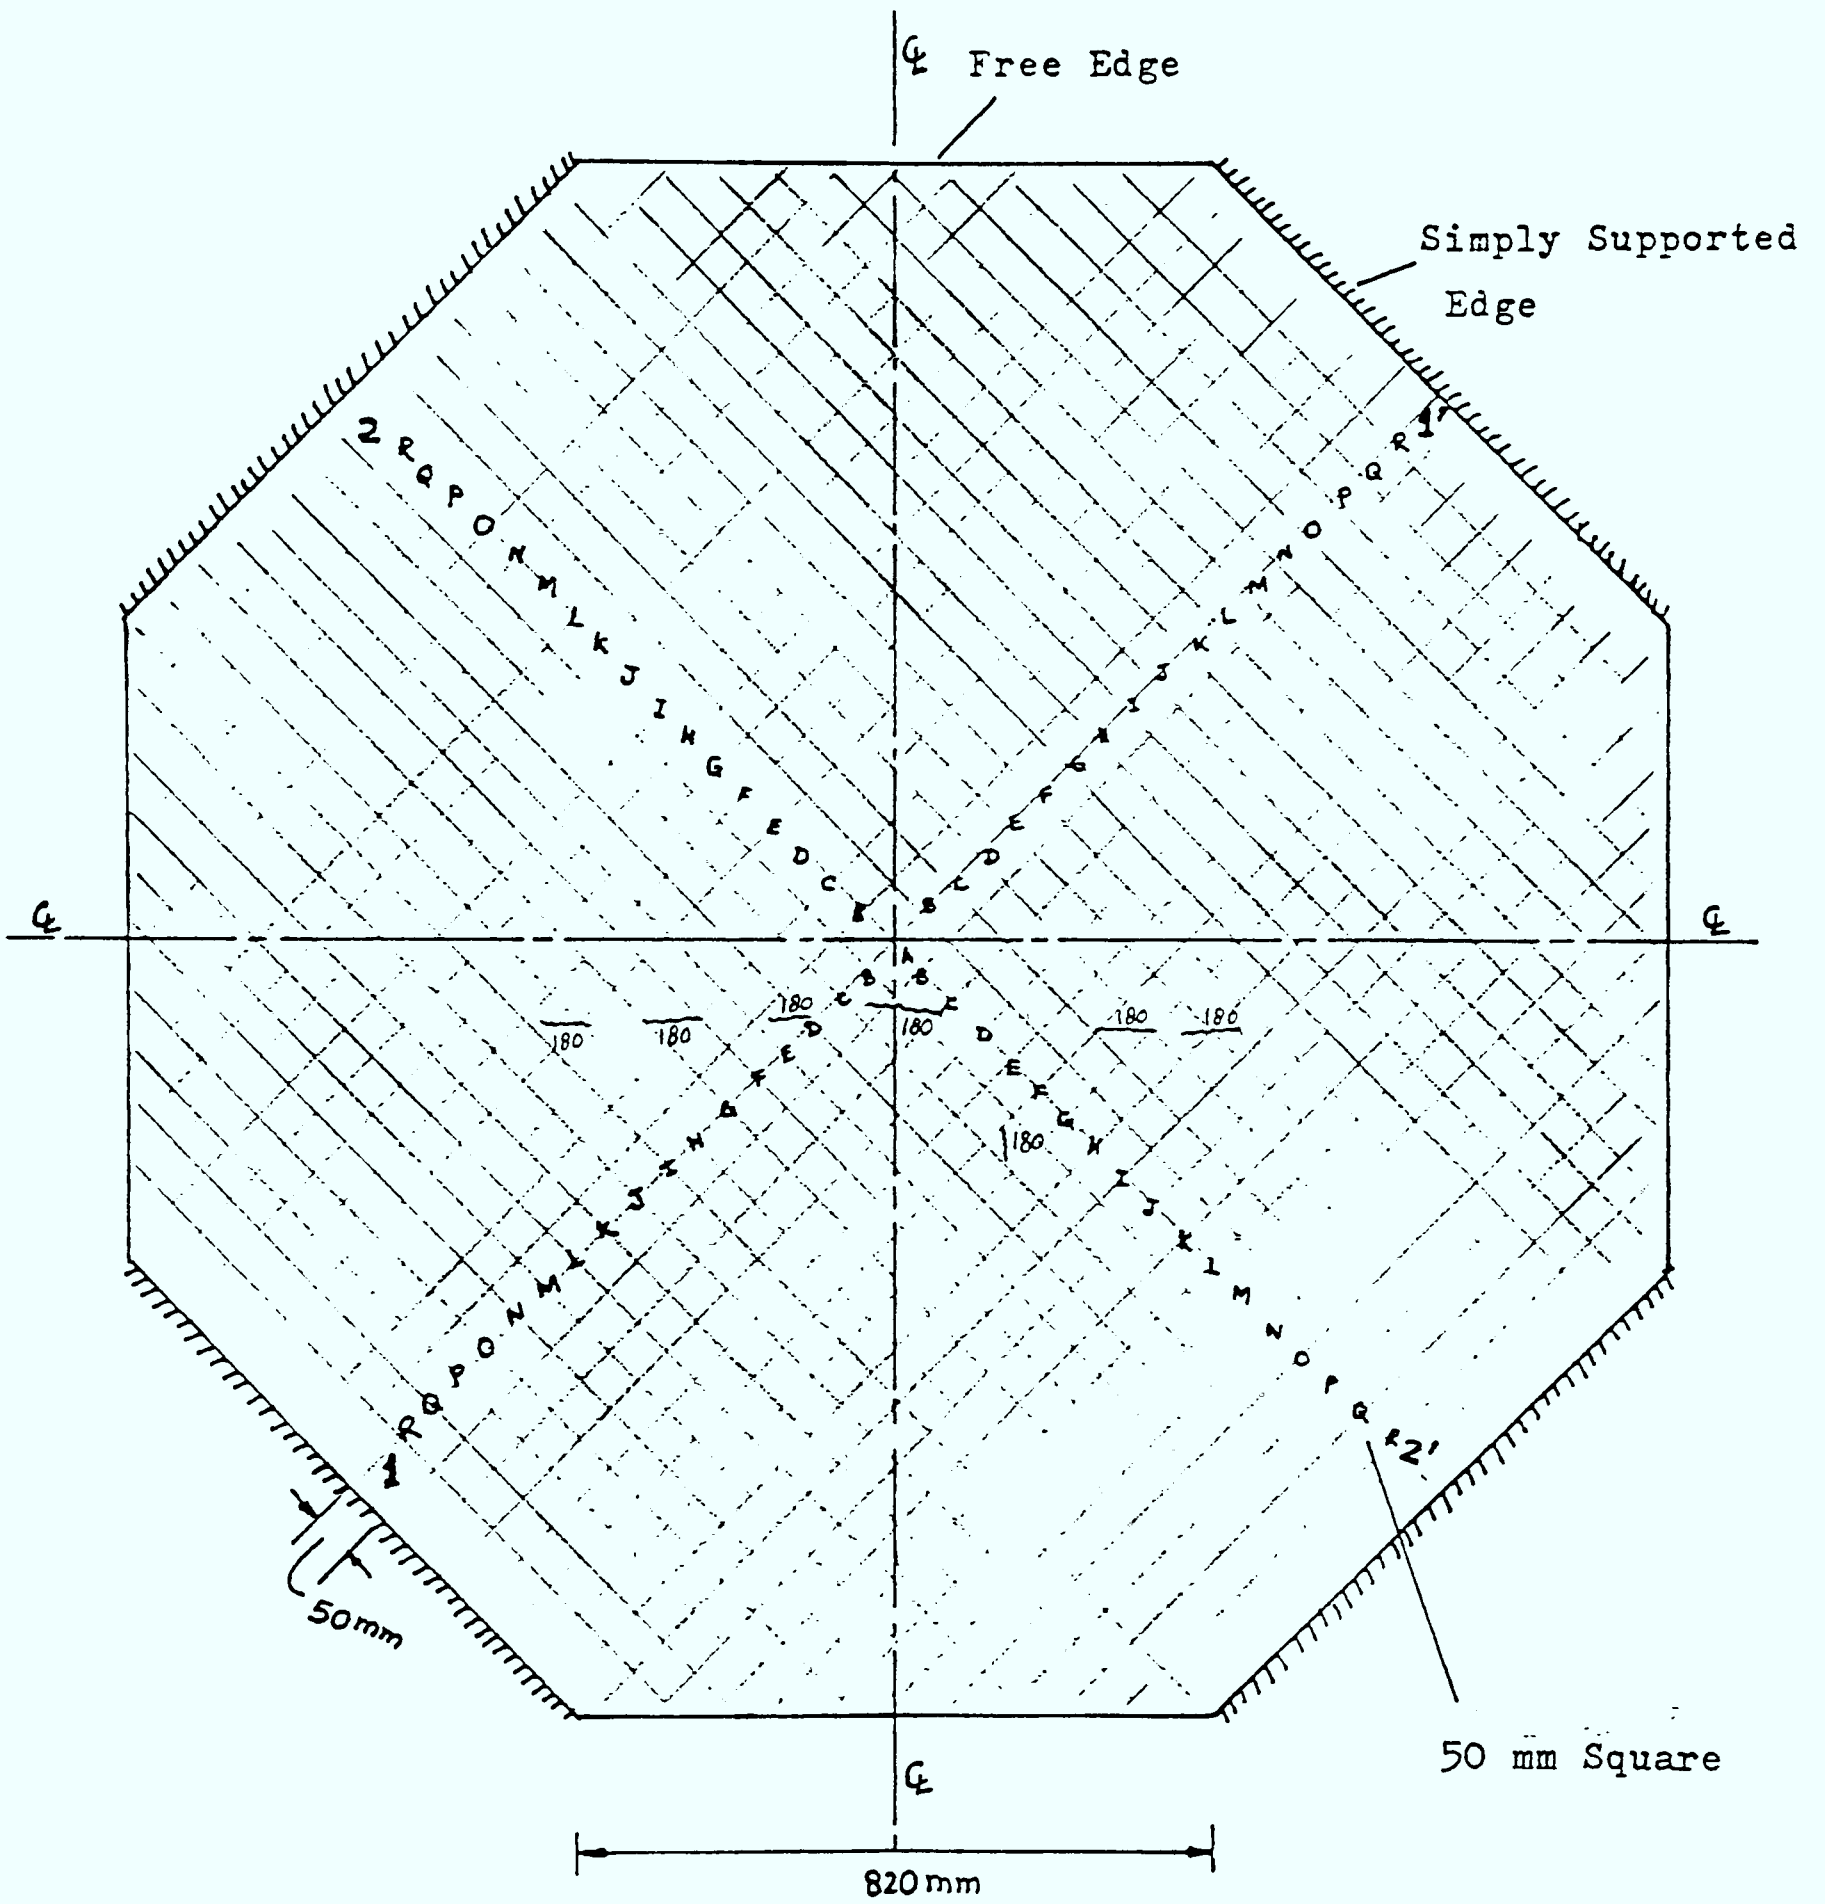 ℄ Free Edge
Simply Supported
Edge
2 R Q P O N M L K J I H G F E D C B
1' R Q P O N M L K J I H G F E D C B
℄
℄
A
B B
C C
180
180
180
180
180
180
180
D E F G H I J K L M N O P Q R 1
D E F G H I J K L M N O P Q R 2'
50mm
50 mm Square
℄
820mm